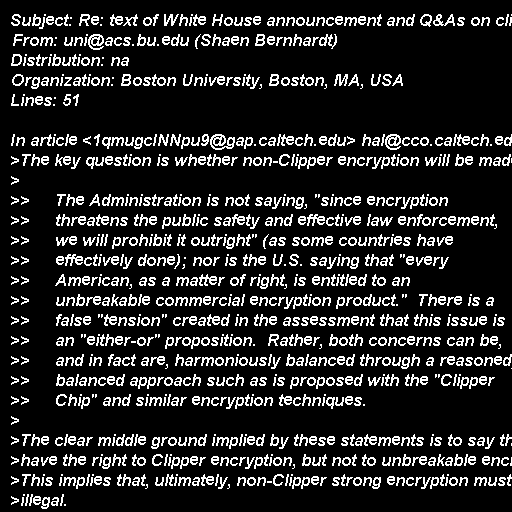 Subject: Re: text of White House announcement and Q&As on cli
From: uni@acs.bu.edu (Shaen Bernhardt)
Distribution: na
Organization: Boston University, Boston, MA, USA
Lines: 51

In article <1qmugcINNpu9@gap.caltech.edu> hal@cco.caltech.ed
>The key question is whether non-Clipper encryption will be mad
>
>>     The Administration is not saying, "since encryption
>>     threatens the public safety and effective law enforcement,
>>     we will prohibit it outright" (as some countries have
>>     effectively done); nor is the U.S. saying that "every
>>     American, as a matter of right, is entitled to an
>>     unbreakable commercial encryption product."  There is a
>>     false "tension" created in the assessment that this issue is
>>     an "either-or" proposition.  Rather, both concerns can be,
>>     and in fact are, harmoniously balanced through a reasoned,
>>     balanced approach such as is proposed with the "Clipper
>>     Chip" and similar encryption techniques.
>
>The clear middle ground implied by these statements is to say th
>have the right to Clipper encryption, but not to unbreakable enc
>This implies that, ultimately, non-Clipper strong encryption must
>illegal.